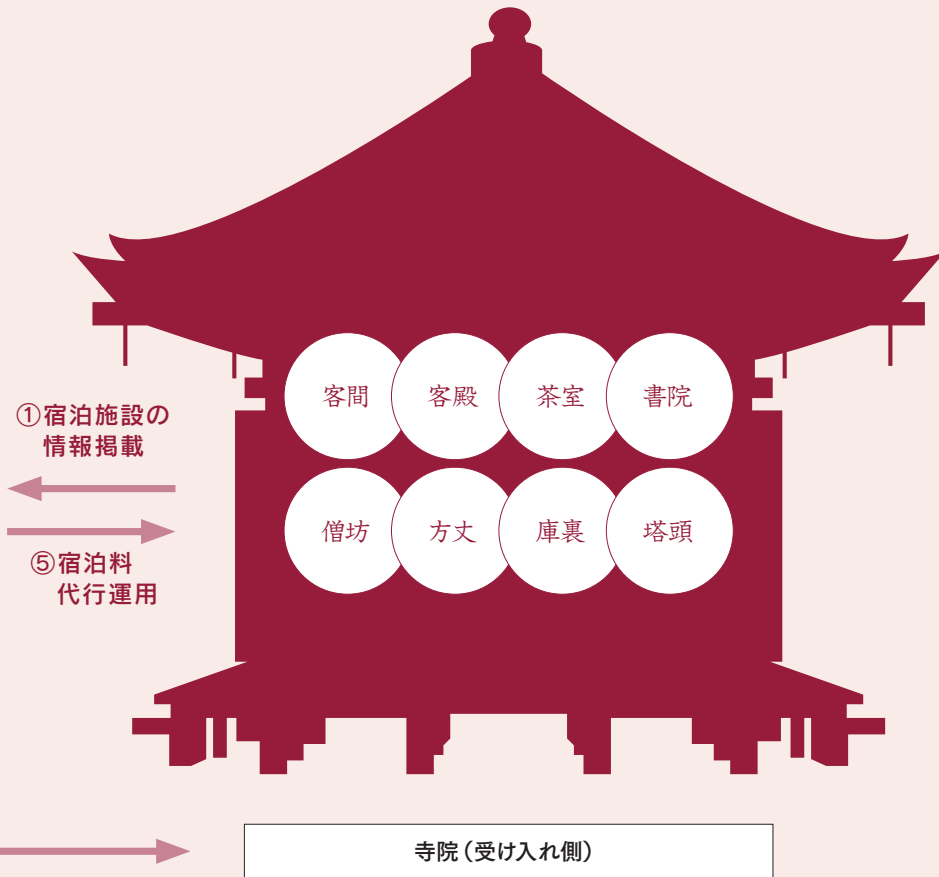 客間
客殿
茶室
書院
①宿泊施設の
情報掲載
僧坊
方丈
庫裏
塔頭
⑤宿泊料
代行運用
寺院（受け入れ側）